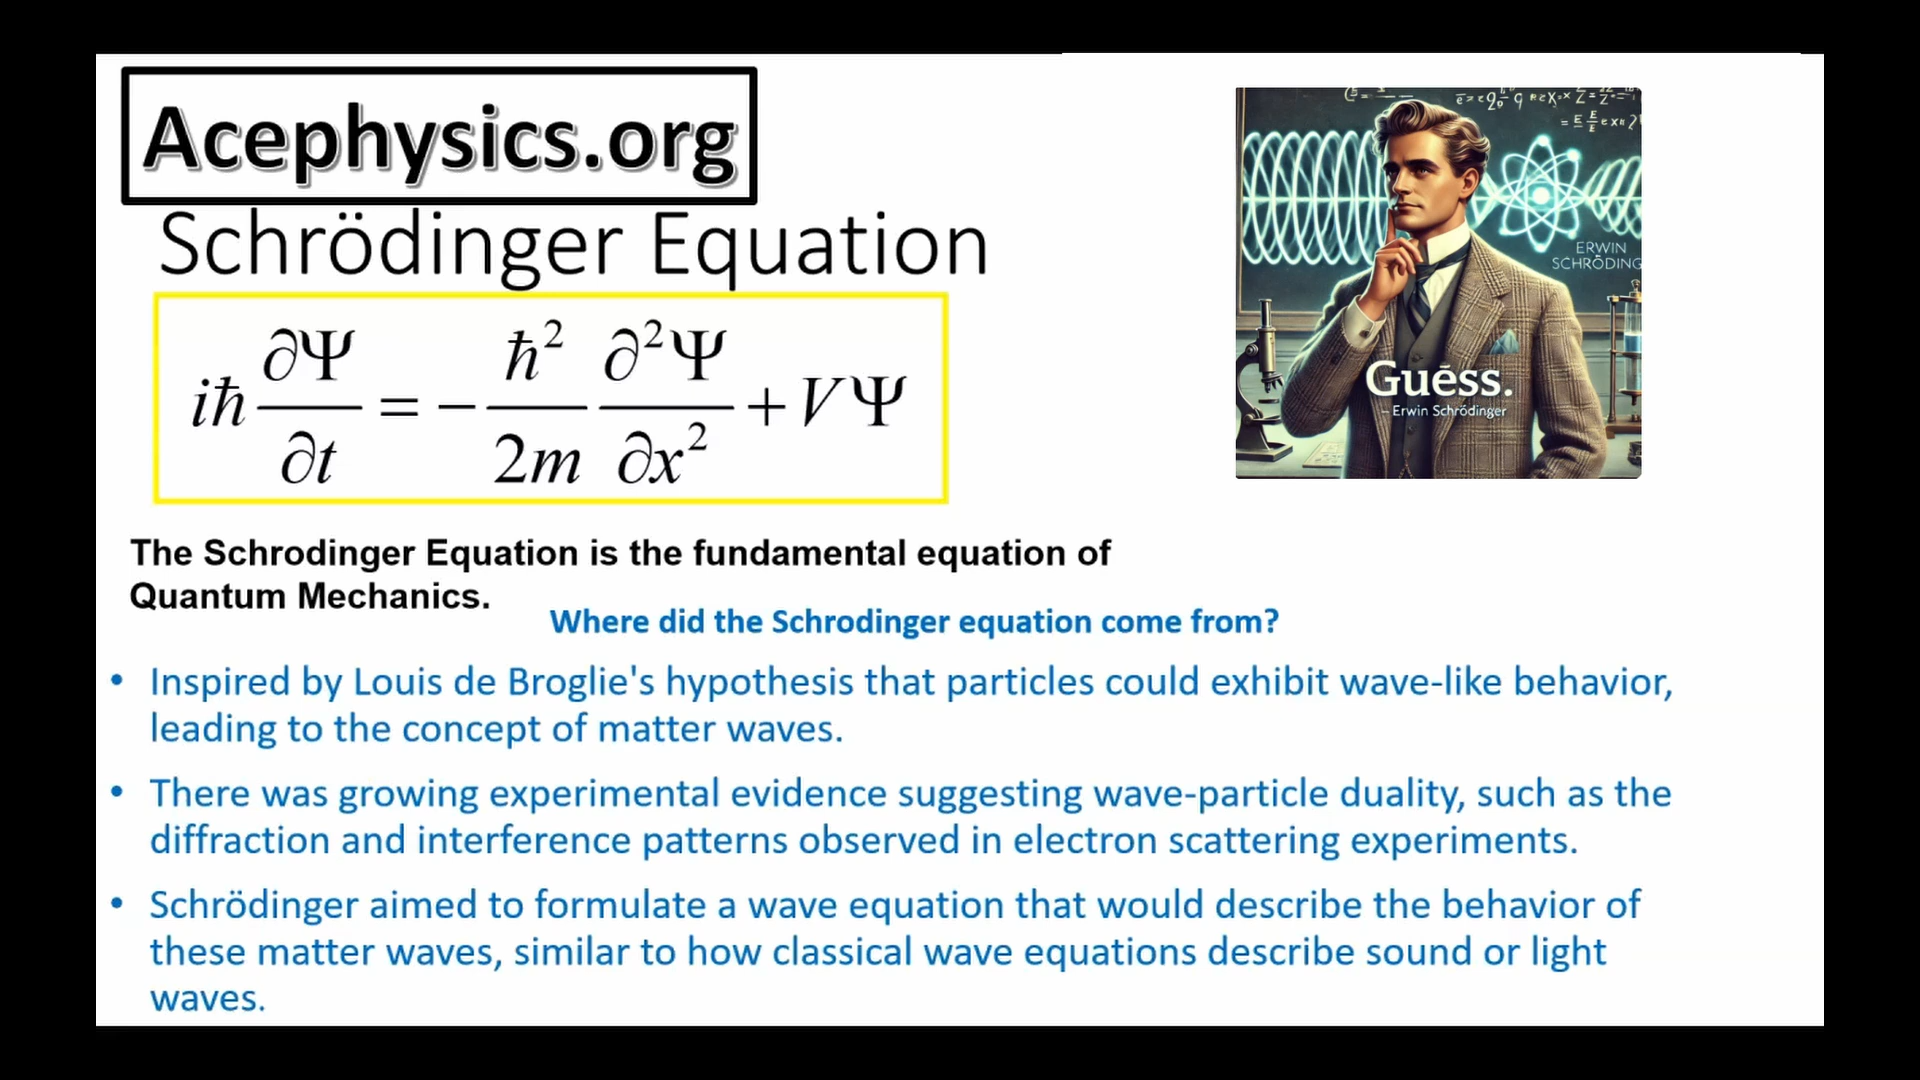 Acephysics.org
Schrödinger Equation
iħ ∂Ψ/∂t = − ħ²/2m ∂²Ψ/∂x² + VΨ
ERWIN
SCHRÖDING
Guēss.
– Erwin Schrödinger
The Schrodinger Equation is the fundamental equation of
Quantum Mechanics.
Where did the Schrodinger equation come from?
• Inspired by Louis de Broglie's hypothesis that particles could exhibit wave-like behavior,
leading to the concept of matter waves.
• There was growing experimental evidence suggesting wave-particle duality, such as the
diffraction and interference patterns observed in electron scattering experiments.
• Schrödinger aimed to formulate a wave equation that would describe the behavior of
these matter waves, similar to how classical wave equations describe sound or light
waves.